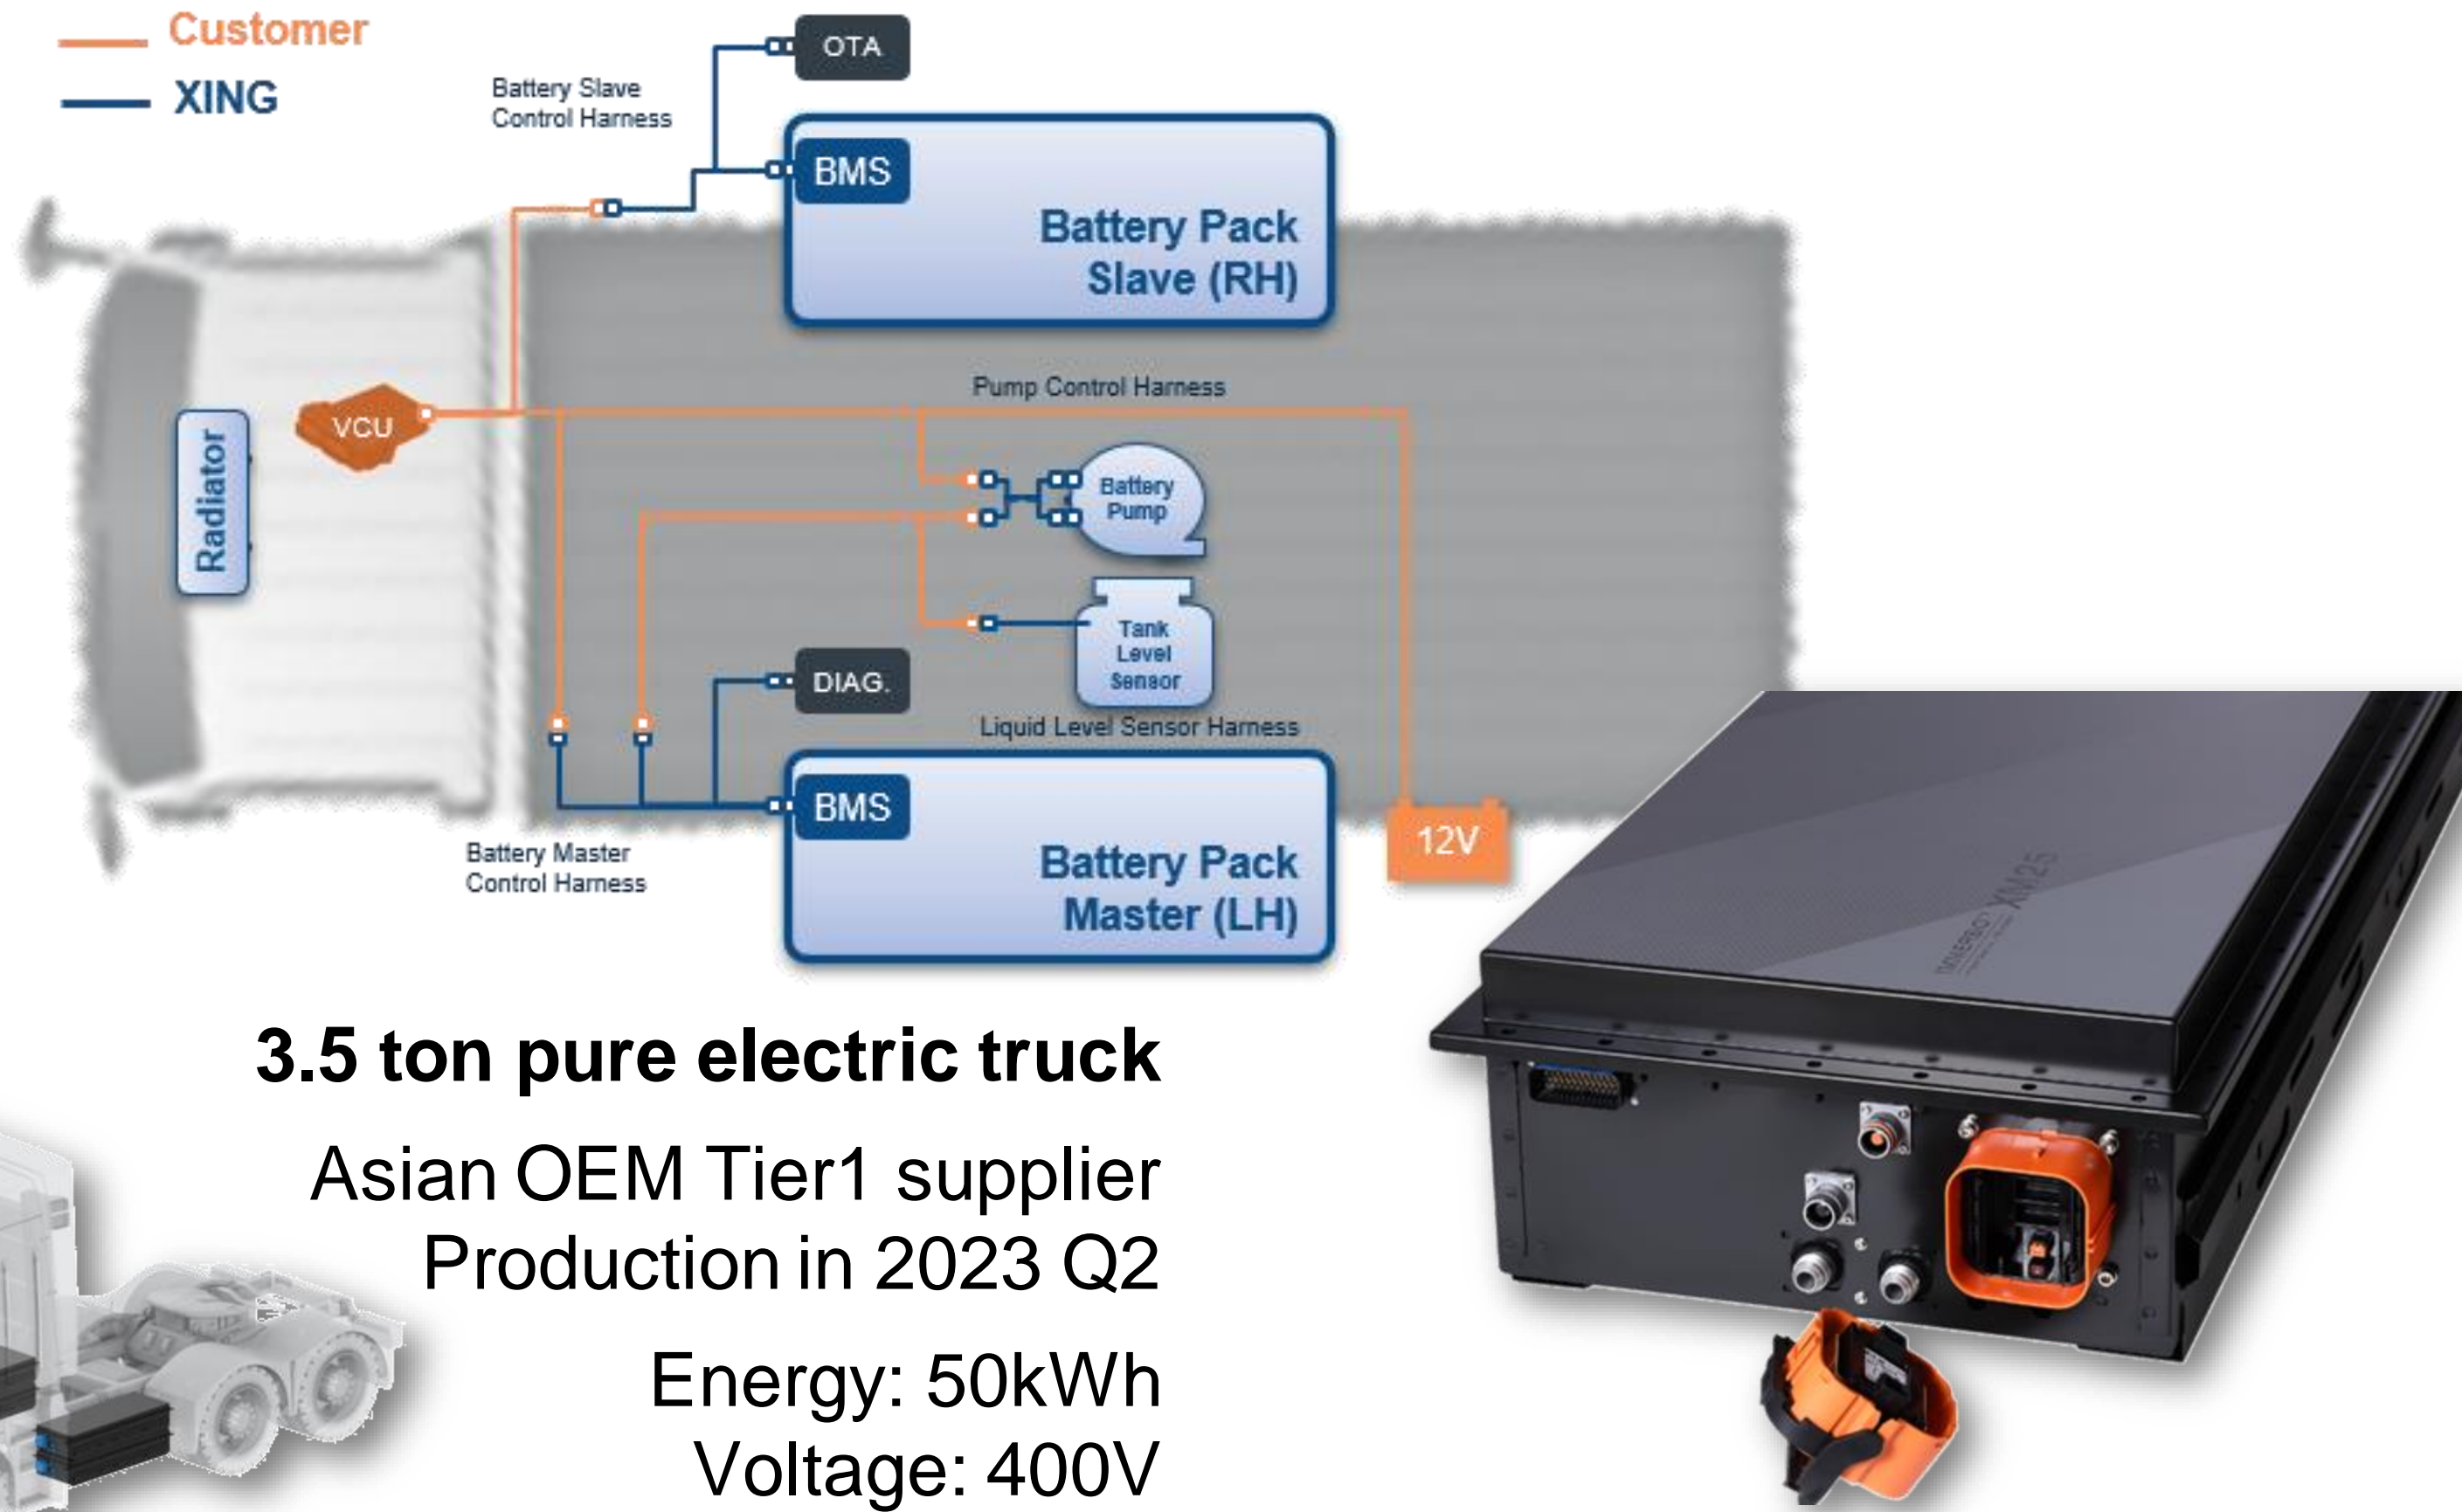 Customer
XING
OTA
Battery Slave
Control Harness
BMS
Battery Pack
Slave (RH)
Pump Control Harness
VCU
Radiator
Battery
Pump
Tank
Level
Sensor
DIAG.
Liquid Level Sensor Harness
BMS
12V
Battery Master
Control Harness
Battery Pack
Master (LH)
XM25
3.5 ton pure electric truck
Asian OEM Tier1 supplier
Production in 2023 Q2
Energy: 50kWh
Voltage: 400V